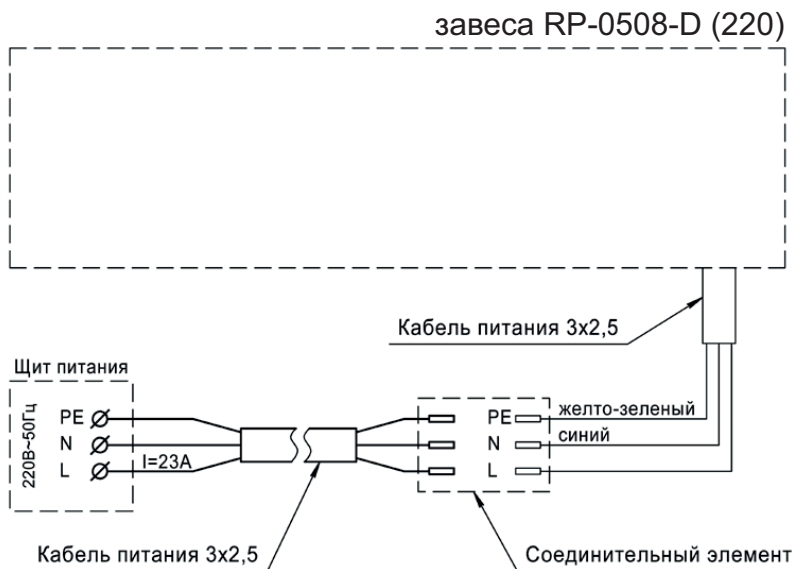 завеса RP-0508-D (220)
Кабель питания 3х2,5
Щит питания
220В~50Гц
PE
N
L
I=23А
PE
N
L
желто-зеленый
синий
Кабель питания 3х2,5
Соединительный элемент